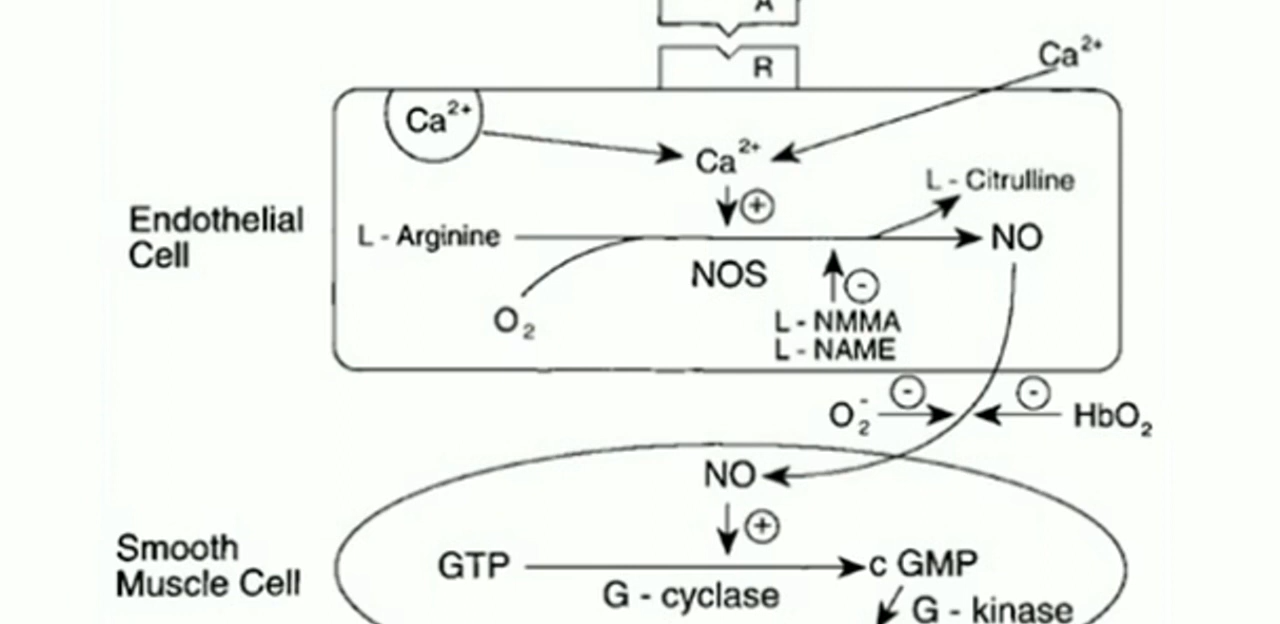 A
R
Ca²⁺
Ca²⁺
Ca²⁺
L - Citrulline
Endothelial
Cell
L - Arginine
NO
NOS
O₂
L - NMMA
L - NAME
O₂⁻
HbO₂
NO
Smooth
Muscle Cell
GTP
c GMP
G - cyclase
G - kinase